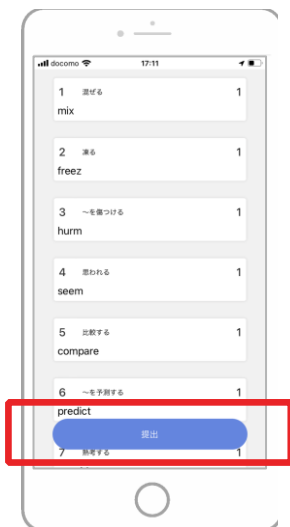 docomo 17:11
1 混ぜる 1
mix
2 凍る 1
freez
3 ～を傷つける 1
hurm
4 思われる 1
seem
5 比較する 1
compare
6 ～を予測する 1
predict
提出
7 熟考する 1